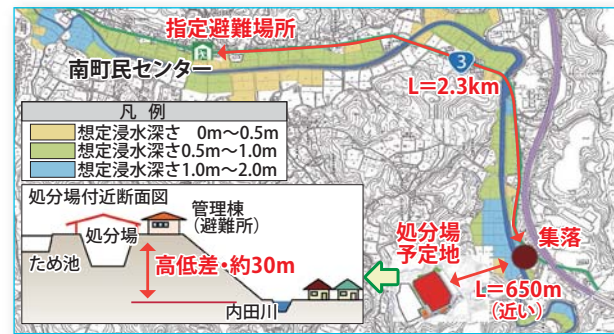 指定避難場所
南町民センター
3
L=2.3km
凡例
想定浸水深さ 0m～0.5m
想定浸水深さ0.5m～1.0m
想定浸水深さ1.0m～2.0m
処分場付近断面図
管理棟
(避難所)
処分場
ため池
高低差・約30m
内田川
処分場
予定地
集落
L=650m
(近い)